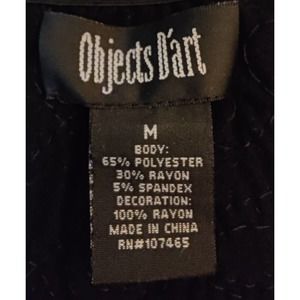 Objects D'art
M
BODY:
65% POLYESTER
30% RAYON
5% SPANDEX
DECORATION:
100% RAYON
MADE IN CHINA
RN#107465